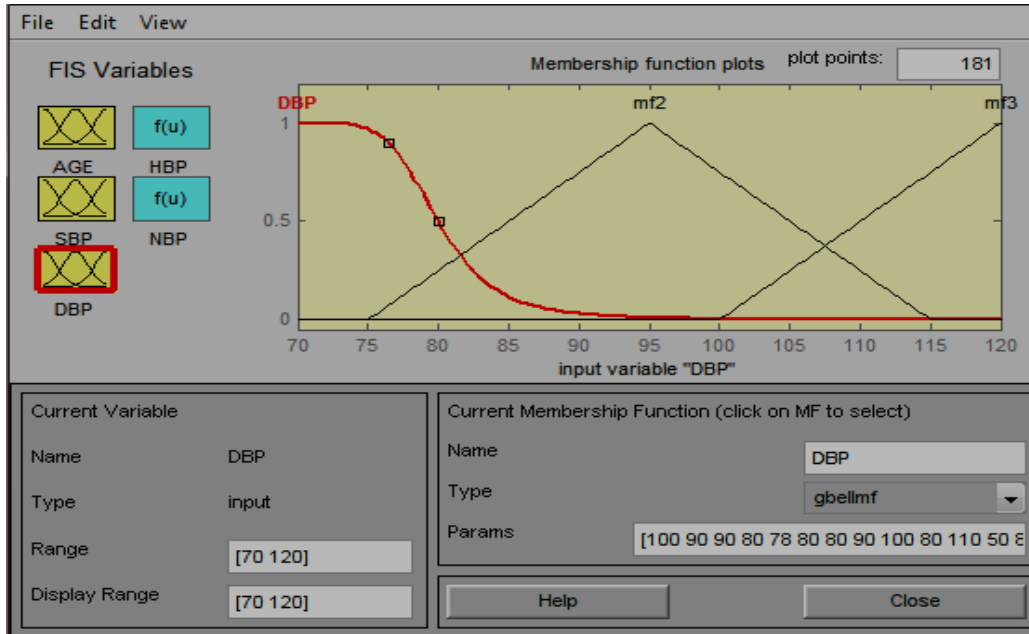 File Edit View
FIS Variables
Membership function plots plot points: 181
f(u)
AGE HBP
f(u)
SBP NBP
DBP
DBP mf2 mf3
1
0.5
0
70 75 80 85 90 95 100 105 110 115 120
input variable "DBP"
Current Variable
Name DBP
Type input
Range [70 120]
Display Range [70 120]
Current Membership Function (click on MF to select)
Name DBP
Type gbellmf
Params [100 90 90 80 78 80 80 90 100 80 110 50 8
Help Close